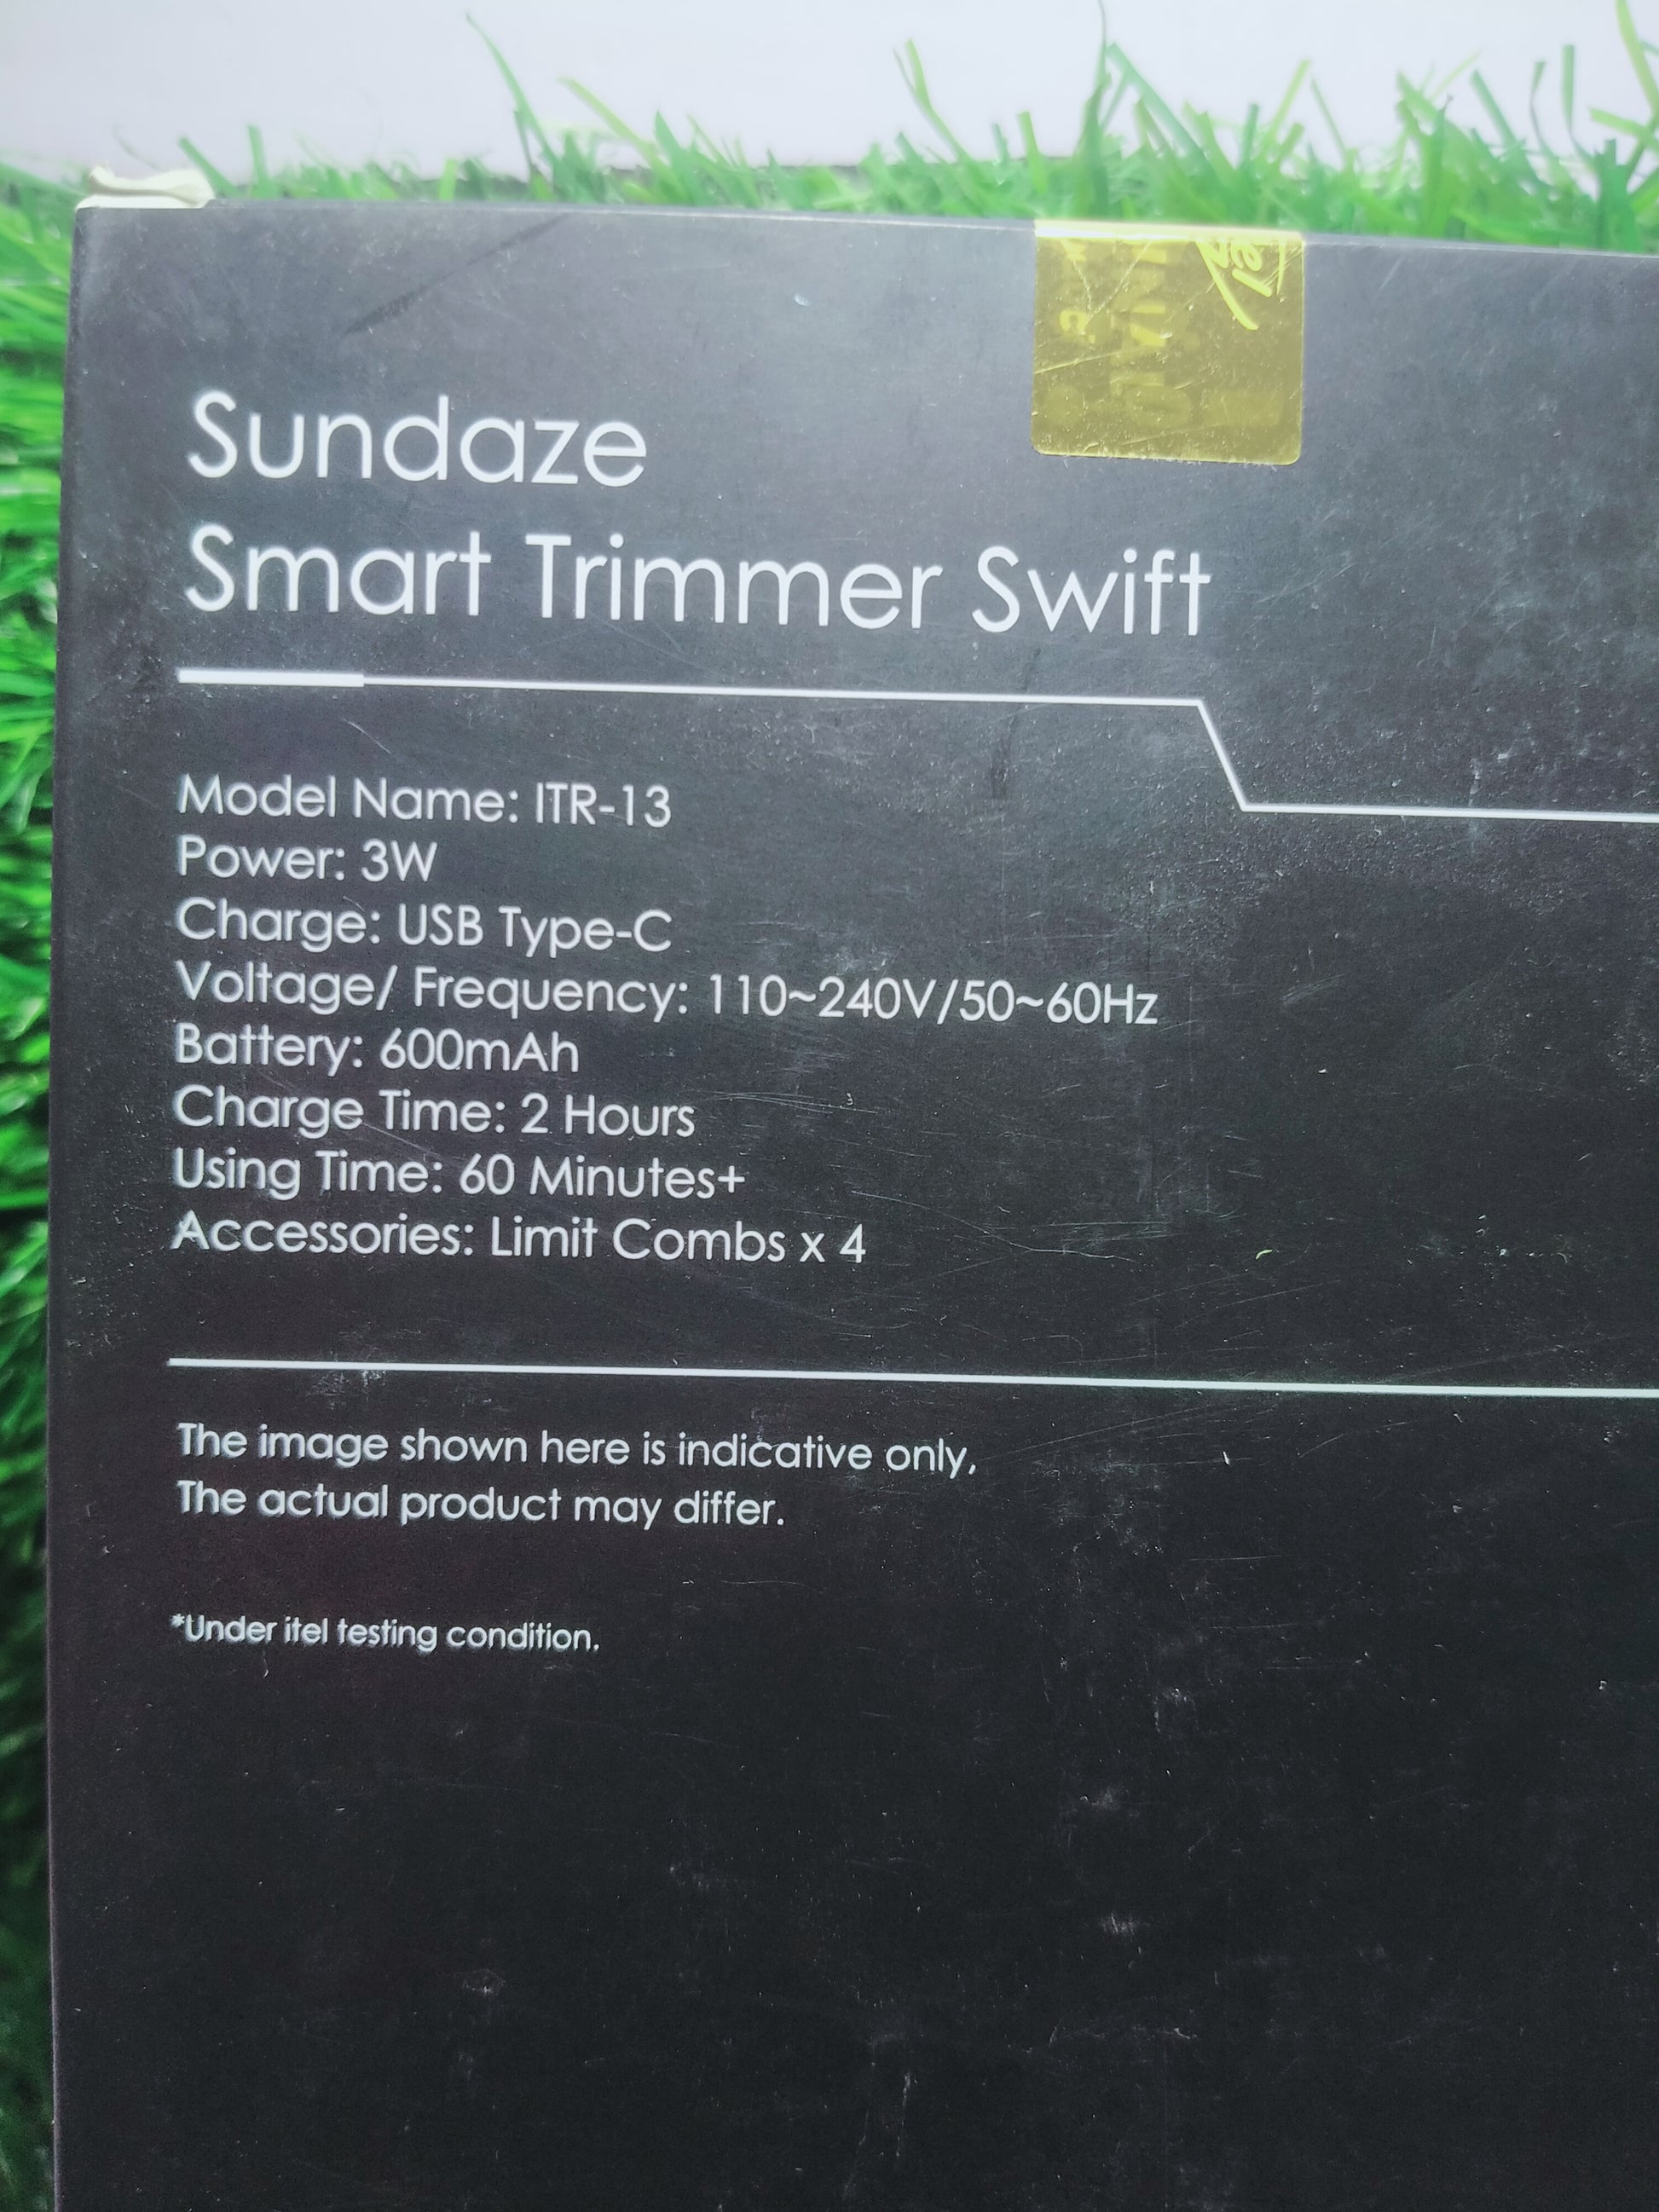 Sundaze
Smart Trimmer Swift
Model Name: ITR-13
Power: 3W
Charge: USB Type-C
Voltage/ Frequency: 110~240V/50~60Hz
Battery: 600mAh
Charge Time: 2 Hours
Using Time: 60 Minutes+
Accessories: Limit Combs x 4
The image shown here is indicative only,
The actual product may differ.
*Under itel testing condition.